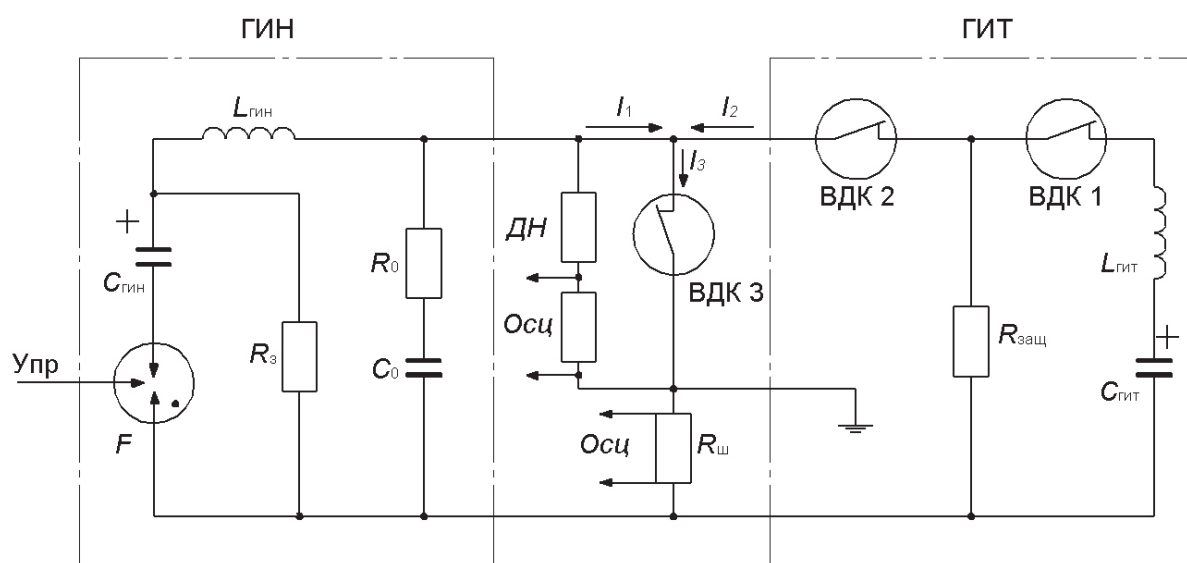 ГИН
ГИТ
Lгин
I₁
I₂
I₃
ВДК 2
ВДК 1
+
Cгин
R₀
ДН
ВДК 3
Lгит
Упр
Rз
C₀
Осц
Rзащ
+
Cгит
F
Осц
Rш